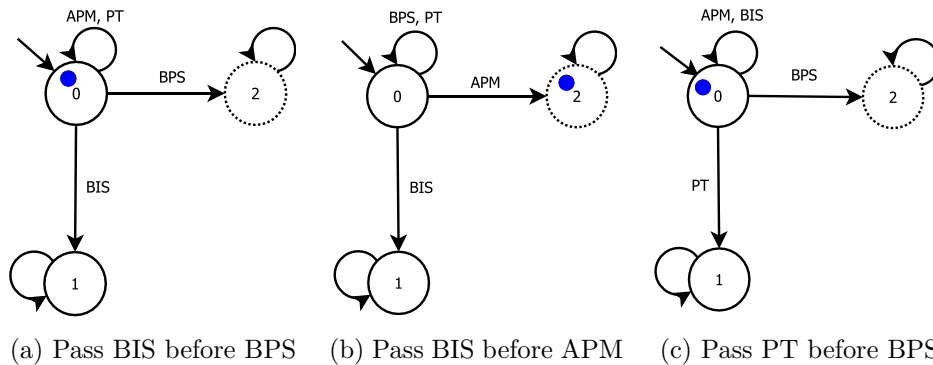 APM, PT
BPS
0
2
BIS
1
(a) Pass BIS before BPS
BPS, PT
APM
0
2
BIS
1
(b) Pass BIS before APM
APM, BIS
BPS
0
2
PT
1
(c) Pass PT before BPS